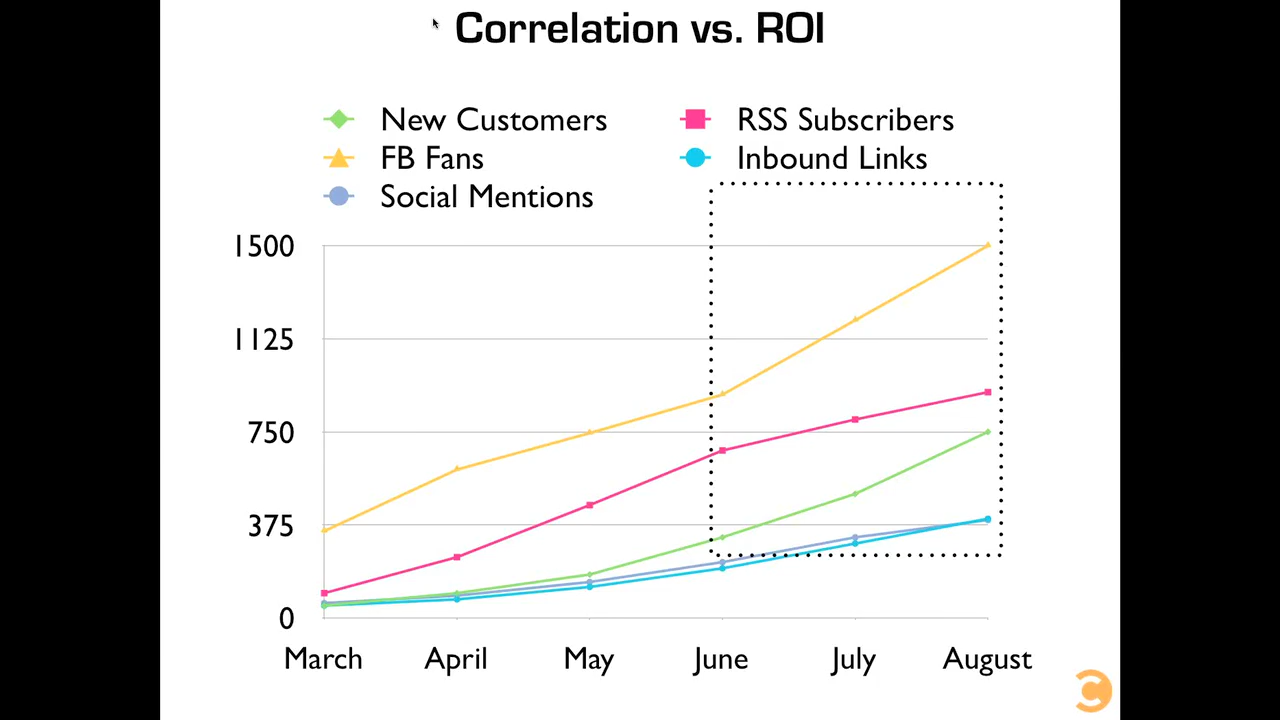 Correlation vs. ROI
New Customers
RSS Subscribers
FB Fans
Inbound Links
Social Mentions
1500
1125
750
375
0
March April May June July August